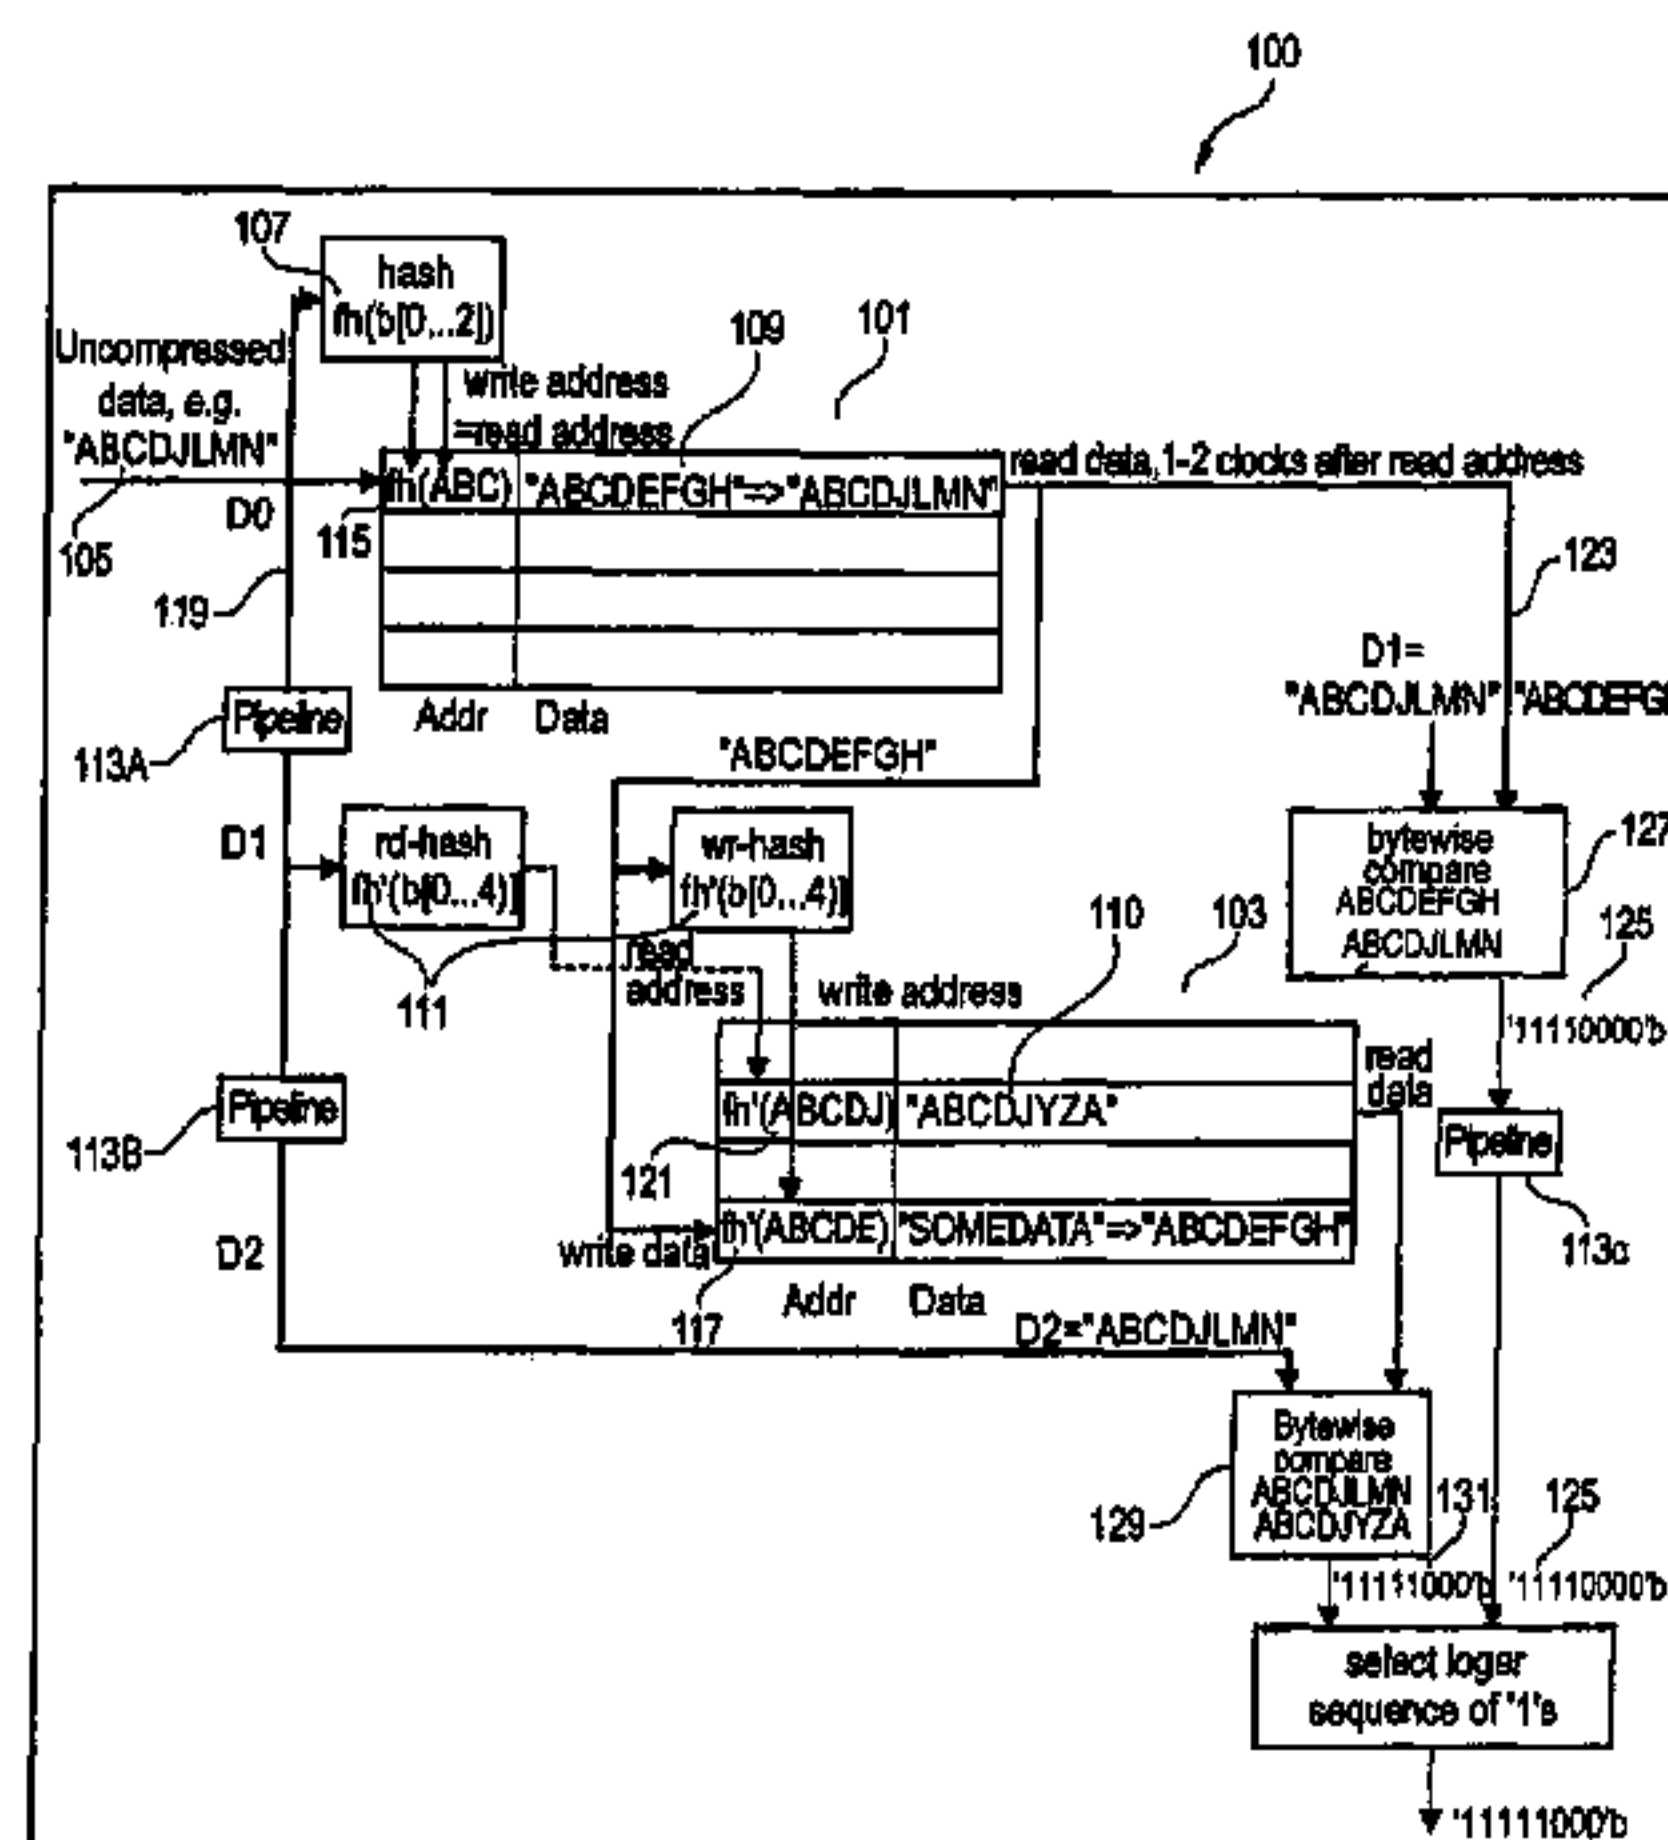 100
107
hash
fh(b[0...2])
109
101
Uncompressed
data, e.g.
"ABCDJLMN"
write address
=read address
fh(ABC) "ABCDEFGH"=>"ABCDJLMN"
read data,1-2 clocks after read address
D0
115
105
119
123
D1=
"ABCDJLMN" "ABCDEFG
Pipeline
113A
Addr Data
"ABCDEFGH"
D1
rd-hash
fh'(b[0...4)]
wr-hash
fh'(b[0...4)]
bytewise
compare
ABCDEFGH
ABCDJLMN
127
125
111
read
address
write address
110
103
'11110000'b
read
data
Pipeline
113B
fh'(ABCDJ) "ABCDJYZA"
Pipeline
121
113c
D2
write data
fh'(ABCDE) "SOMEDATA"=>"ABCDEFGH"
Addr Data
117
D2="ABCDJLMN"
Bytewise
compare
ABCDJLMN
ABCDJYZA
129
131
125
'11111000'b '11110000'b
select loger
sequence of '1's
'11111000'b